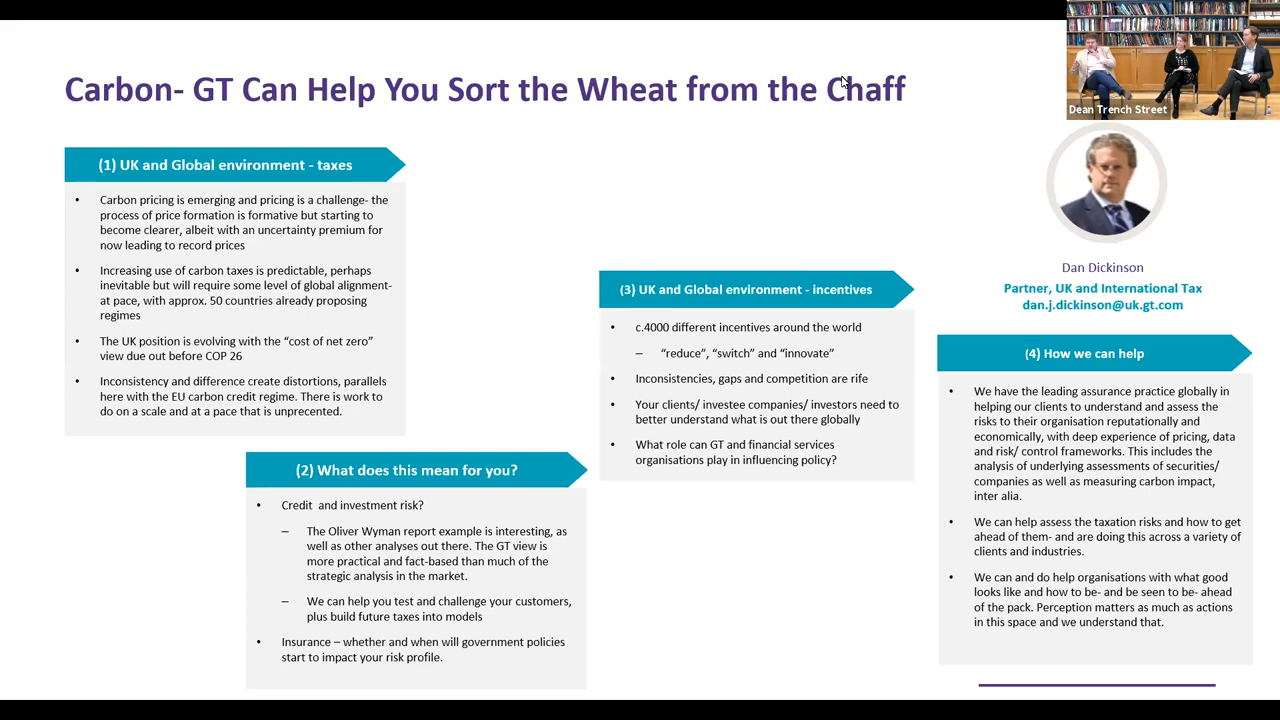 Carbon- GT Can Help You Sort the Wheat from the Chaff
Dean Trench Street
(1) UK and Global environment - taxes
• Carbon pricing is emerging and pricing is a challenge- the
process of price formation is formative but starting to
become clearer, albeit with an uncertainty premium for
now leading to record prices
• Increasing use of carbon taxes is predictable, perhaps
inevitable but will require some level of global alignment-
at pace, with approx. 50 countries already proposing
regimes
• The UK position is evolving with the “cost of net zero”
view due out before COP 26
• Inconsistency and difference create distortions, parallels
here with the EU carbon credit regime. There is work to
do on a scale and at a pace that is unprecented.
(2) What does this mean for you?
• Credit and investment risk?
– The Oliver Wyman report example is interesting, as
well as other analyses out there. The GT view is
more practical and fact-based than much of the
strategic analysis in the market.
– We can help you test and challenge your customers,
plus build future taxes into models
• Insurance – whether and when will government policies
start to impact your risk profile.
(3) UK and Global environment - incentives
• c.4000 different incentives around the world
– “reduce”, “switch” and “innovate”
• Inconsistencies, gaps and competition are rife
• Your clients/ investee companies/ investors need to
better understand what is out there globally
• What role can GT and financial services
organisations play in influencing policy?
Dan Dickinson
Partner, UK and International Tax
dan.j.dickinson@uk.gt.com
(4) How we can help
• We have the leading assurance practice globally in
helping our clients to understand and assess the
risks to their organisation reputationally and
economically, with deep experience of pricing, data
and risk/ control frameworks. This includes the
analysis of underlying assessments of securities/
companies as well as measuring carbon impact,
inter alia.
• We can help assess the taxation risks and how to get
ahead of them- and are doing this across a variety of
clients and industries.
• We can and do help organisations with what good
looks like and how to be- and be seen to be- ahead
of the pack. Perception matters as much as actions
in this space and we understand that.